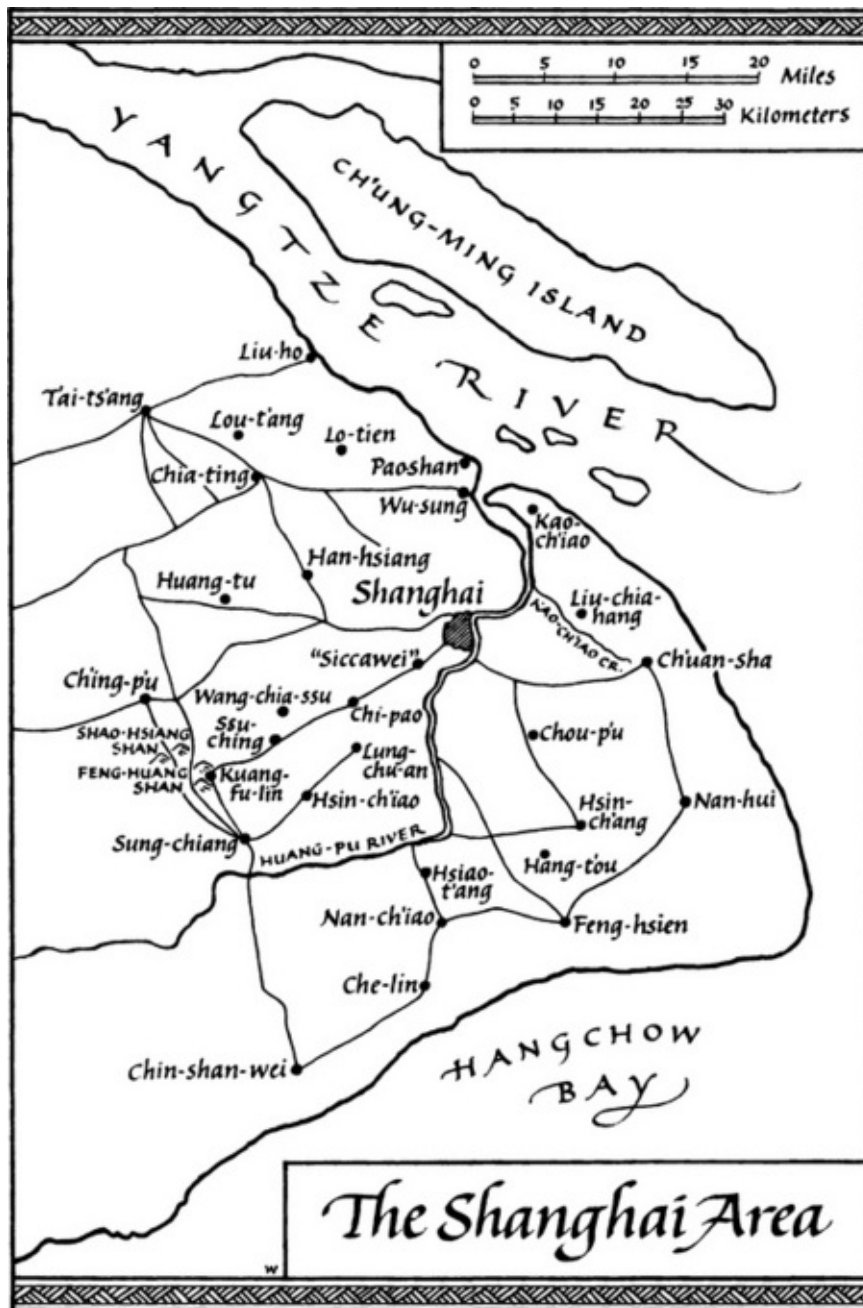 0 5 10 15 20 Miles
0 5 10 15 20 25 30 Kilometers
YANGTZE RIVER
CH'UNG-MING ISLAND
Liu-ho
Tai-ts'ang
Lou-t'ang
Lo-tien
Paoshan
Chia-ting
Wu-sung
Kao-
ch'iao
Han-hsiang
Huang-tu
Shanghai
Liu-chia-
hang
KAO-CH'IAO CR.
"Siccawei"
Ch'uan-sha
Ch'ing-p'u
Wang-chia-ssu
Chi-pao
SHAO-HSIANG
SHAN
Ssu-
ching
Chou-p'u
Lung-
chu-an
FENG-HUANG
SHAN
Kuang-
fu-lin
Hsin-ch'iao
Hsin-
ch'ang
Nan-hui
Sung-chiang
HUANG-PU RIVER
Hang-t'ou
Hsiao-
t'ang
Nan-ch'iao
Feng-hsien
Che-lin
Chin-shan-wei
HANGCHOW
BAY
The Shanghai Area
W